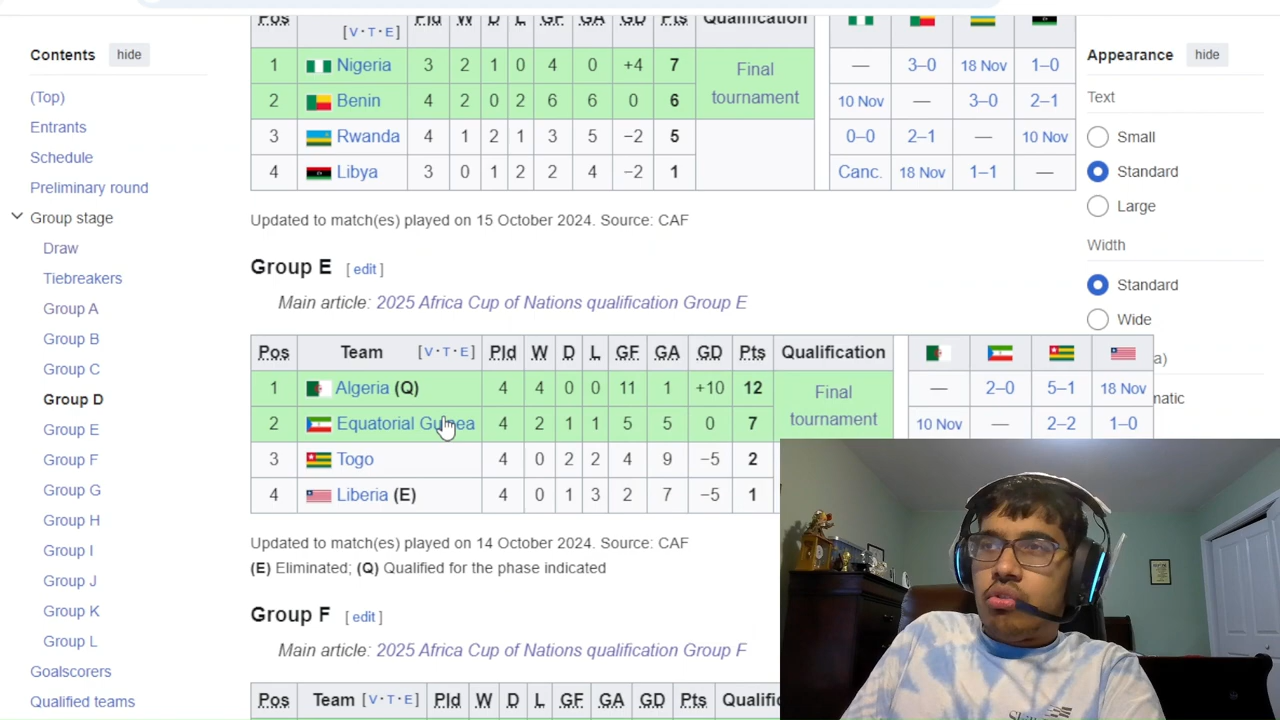 Contents hide
(Top)
Entrants
Schedule
Preliminary round
Group stage
Draw
Tiebreakers
Group A
Group B
Group C
Group D
Group E
Group F
Group G
Group H
Group I
Group J
Group K
Group L
Goalscorers
Qualified teams
Pos Team [V·T·E] Pld W D L GF GA GD Pts Qualification
1 Nigeria 3 2 1 0 4 0 +4 7 Final tournament — 3–0 18 Nov 1–0
2 Benin 4 2 0 2 6 6 0 6 10 Nov — 3–0 2–1
3 Rwanda 4 1 2 1 3 5 −2 5 0–0 2–1 — 10 Nov
4 Libya 3 0 1 2 2 4 −2 1 Canc. 18 Nov 1–1 —
Updated to match(es) played on 15 October 2024. Source: CAF
Group E [ edit ]
Main article: 2025 Africa Cup of Nations qualification Group E
Pos Team [V·T·E] Pld W D L GF GA GD Pts Qualification
1 Algeria (Q) 4 4 0 0 11 1 +10 12 Final tournament — 2–0 5–1 18 Nov
2 Equatorial Guinea 4 2 1 1 5 5 0 7 10 Nov — 2–2 1–0
3 Togo 4 0 2 2 4 9 −5 2
4 Liberia (E) 4 0 1 3 2 7 −5 1
Updated to match(es) played on 14 October 2024. Source: CAF
(E) Eliminated; (Q) Qualified for the phase indicated
Group F [ edit ]
Main article: 2025 Africa Cup of Nations qualification Group F
Pos Team [V·T·E] Pld W D L GF GA GD Pts
Appearance hide
Text
Small
Standard
Large
Width
Standard
Wide